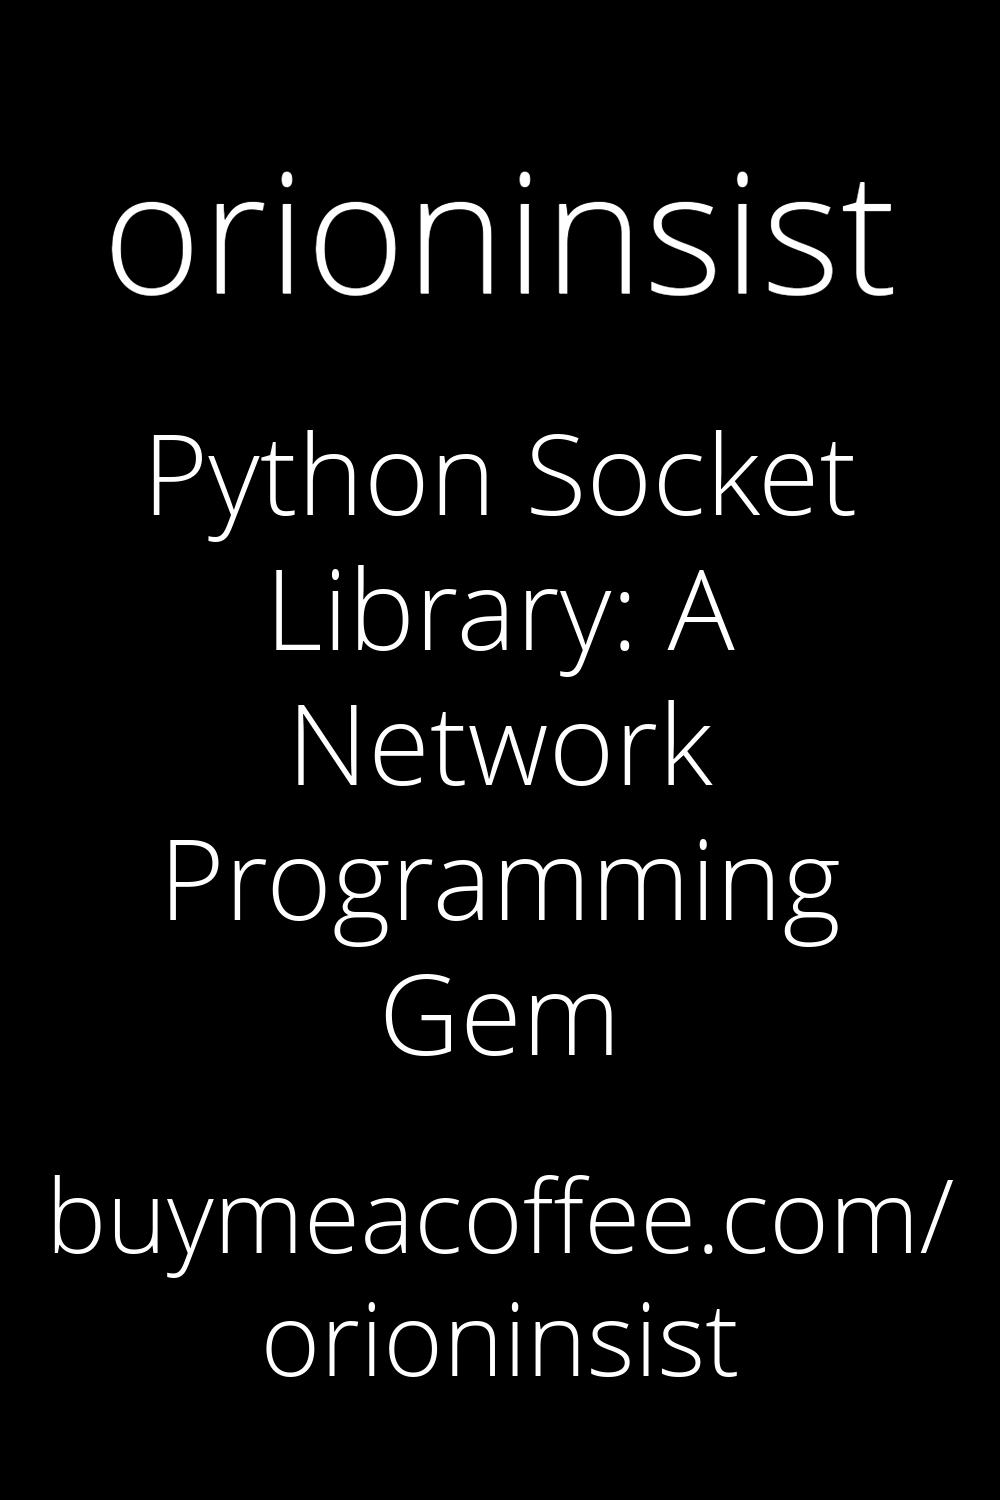 orioninsist
Python Socket
Library: A
Network
Programming
Gem
buymeacoffee.com/
orioninsist